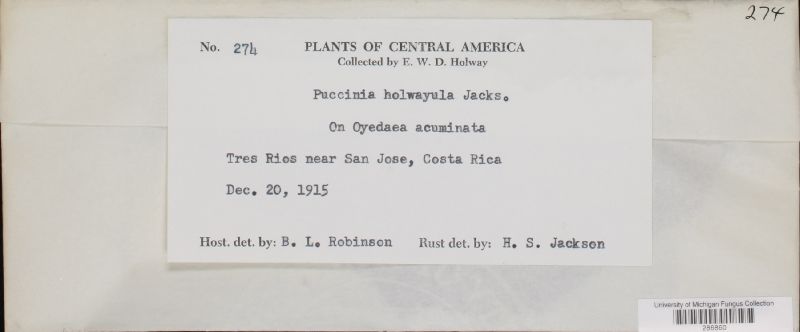 274
No. 274 PLANTS OF CENTRAL AMERICA
Collected by E. W. D. Holway
Puccinia holwayula Jacks.
On Oyedaea acuminata
Tres Rios near San Jose, Costa Rica
Dec. 20, 1915
Host. det. by: B. L. Robinson Rust det. by: H. S. Jackson
University of Michigan Fungus Collection